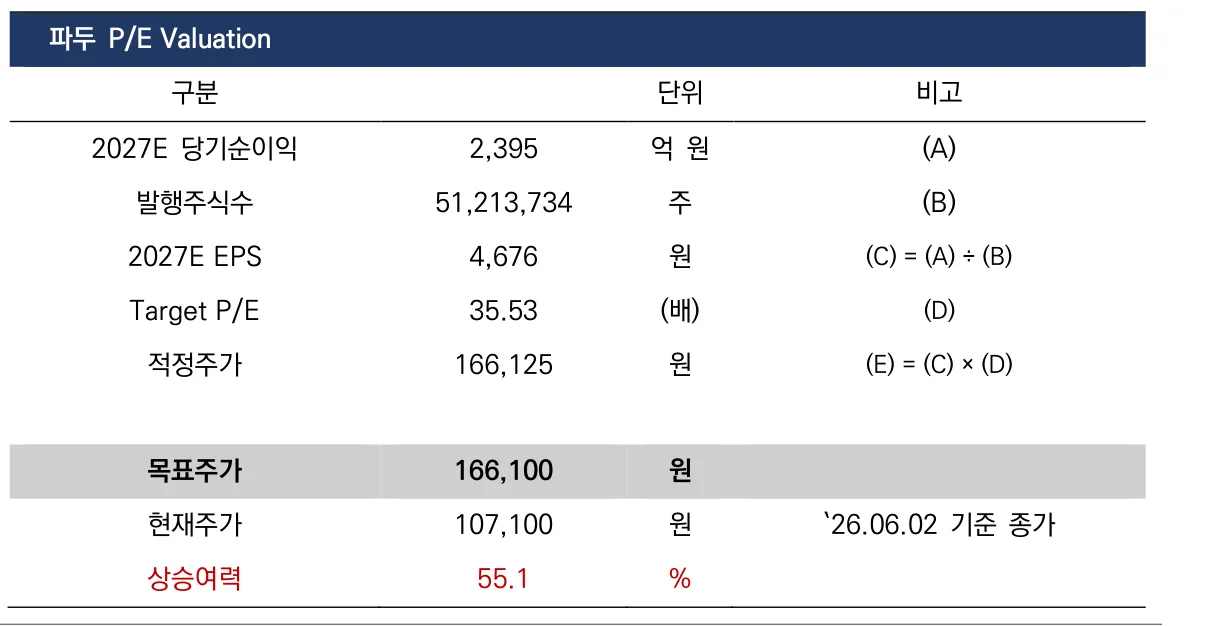 파두 P/E Valuation
구분 단위 비고
2027E 당기순이익 2,395 억 원 (A)
발행주식수 51,213,734 주 (B)
2027E EPS 4,676 원 (C) = (A) ÷ (B)
Target P/E 35.53 (배) (D)
적정주가 166,125 원 (E) = (C) × (D)
목표주가 166,100 원
현재주가 107,100 원 ‵26.06.02 기준 종가
상승여력 55.1 %